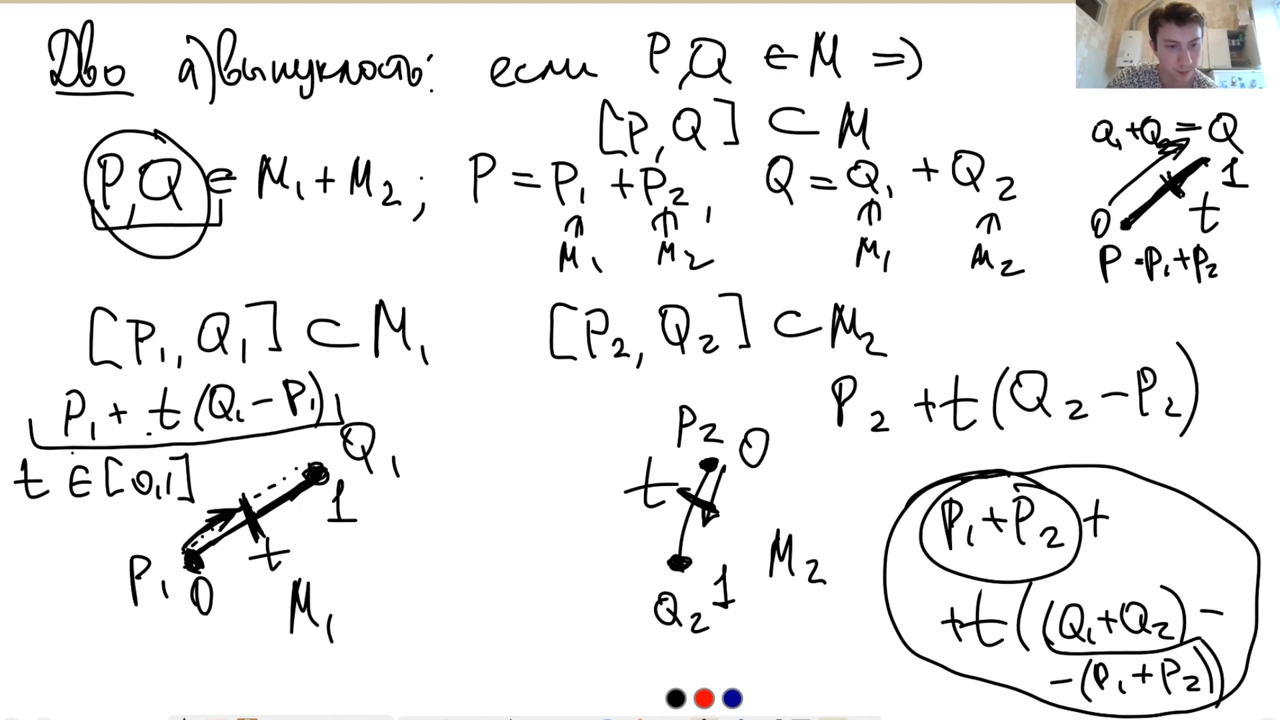 Дво а) выпуклость: если P,Q ∈ M ⇒
[P,Q] ⊂ M
P,Q ∈ M₁+M₂; P = P₁+P₂, Q = Q₁+Q₂
↑ ↑ ↑ ↑
M₁ M₂ M₁ M₂
Q₁+Q₂=Q
1
0 t
P=P₁+P₂
[P₁,Q₁] ⊂ M₁ [P₂,Q₂] ⊂ M₂
P₁ + t(Q₁-P₁)
t ∈ [0,1]
Q₁
1
t
P₁ 0
M₁
P₂ 0
t
M₂
Q₂ 1
P₂ +t(Q₂-P₂)
P₁+P₂+
+t((Q₁+Q₂)-
-(P₁+P₂))